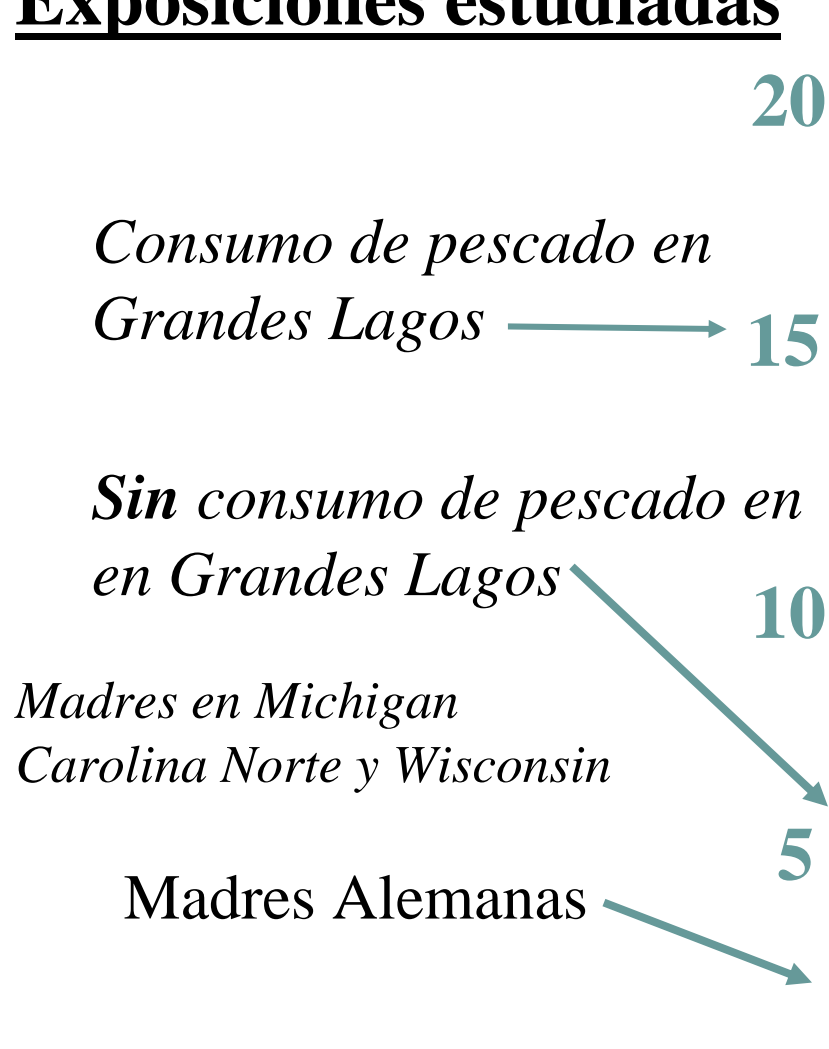 Exposiciones estudiadas
20
Consumo de pescado en
Grandes Lagos
15
Sin consumo de pescado en
en Grandes Lagos
10
Madres en Michigan
Carolina Norte y Wisconsin
5
Madres Alemanas